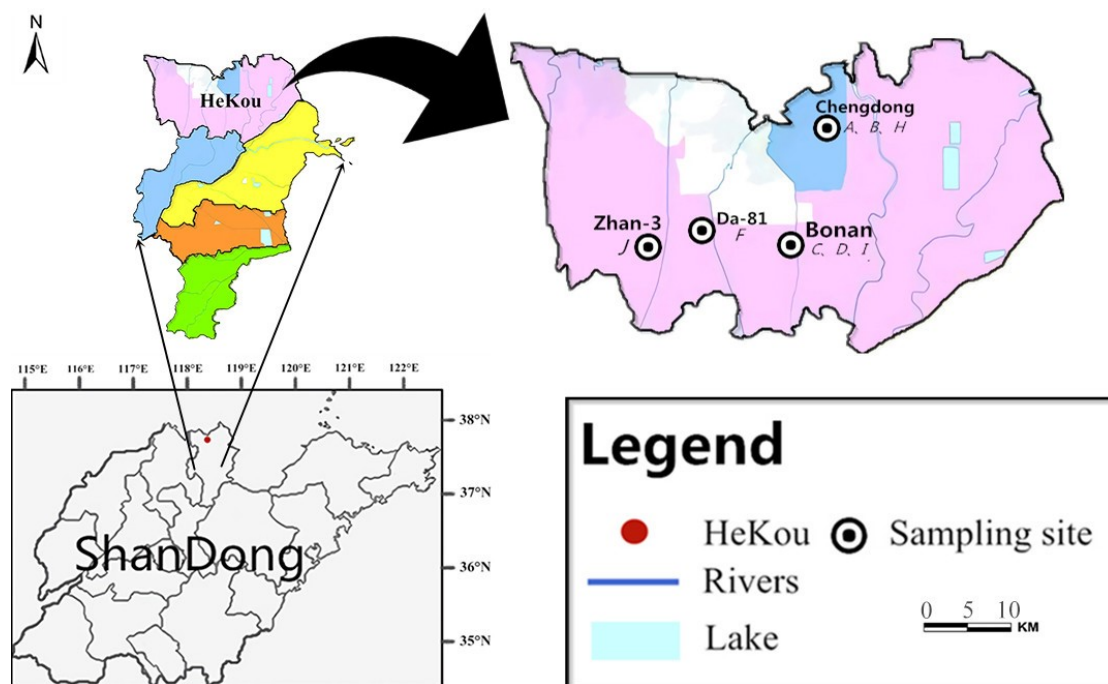 N
HeKou
Chengdong
A、B、H
Zhan-3
J
Da-81
F
Bonan
C、D、I
115°E 116°E 117°E 118°E 119°E 120°E 121°E 122°E
38°N
37°N
36°N
35°N
ShanDong
Legend
HeKou
Sampling site
Rivers
Lake
0 5 10
KM